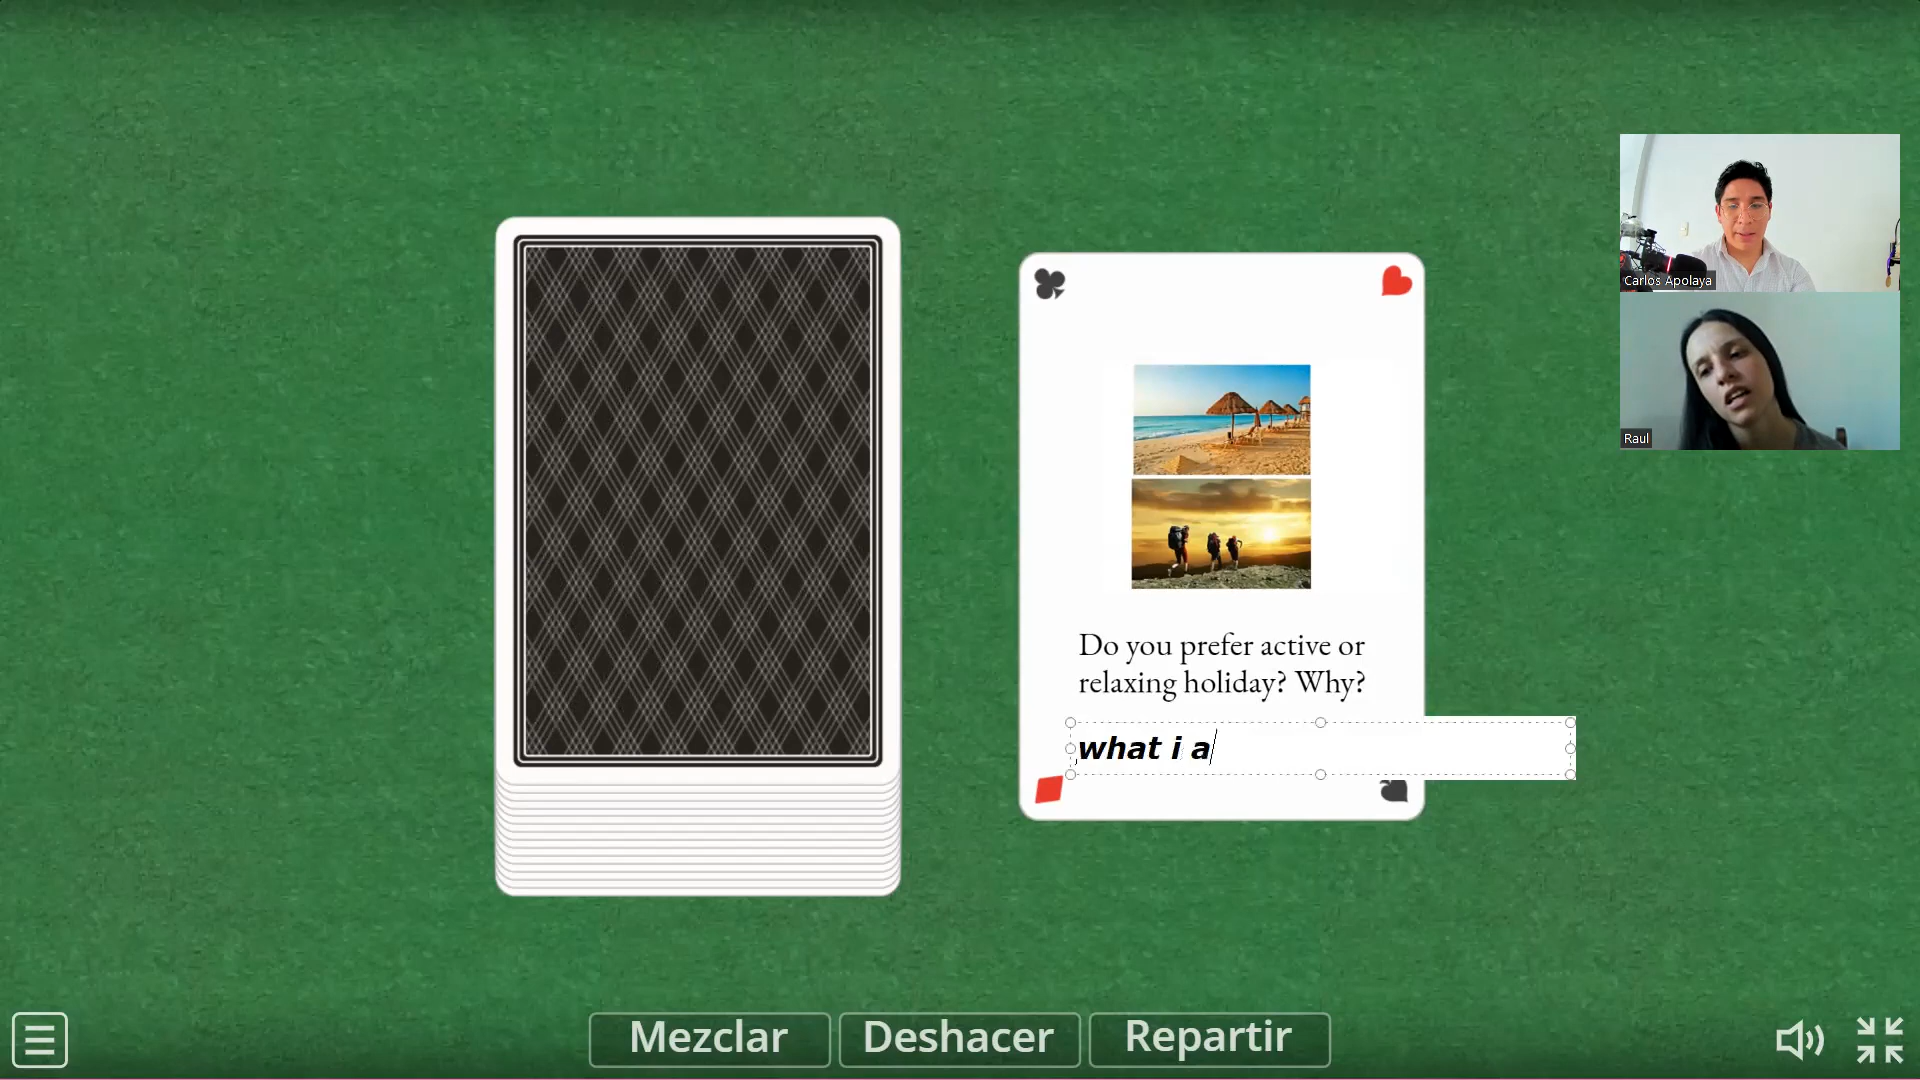 Carlos Apolaya
Raul
Do you prefer active or
relaxing holiday? Why?
what i a
Mezclar
Deshacer
Repartir